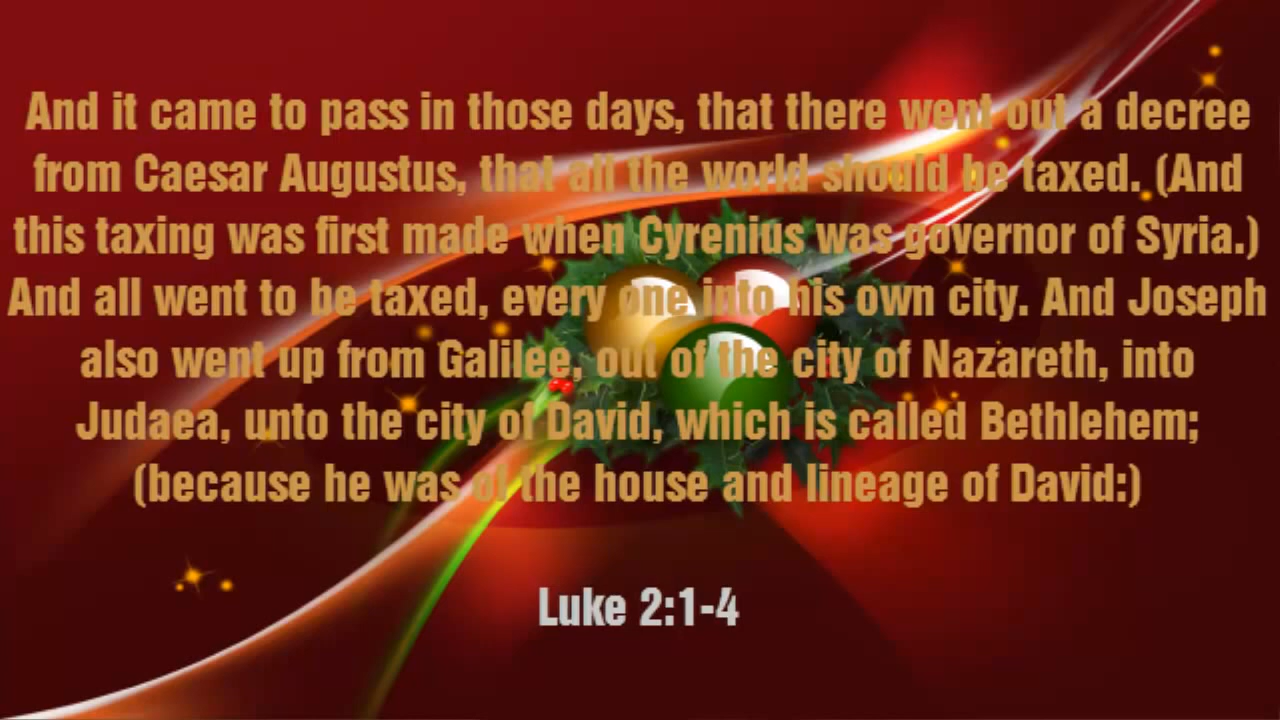 And it came to pass in those days, that there went out a decree
from Caesar Augustus, that all the world should be taxed. (And
this taxing was first made when Cyrenius was governor of Syria.)
And all went to be taxed, every one into his own city. And Joseph
also went up from Galilee, out of the city of Nazareth, into
Judaea, unto the city of David, which is called Bethlehem;
(because he was of the house and lineage of David:)
Luke 2:1-4